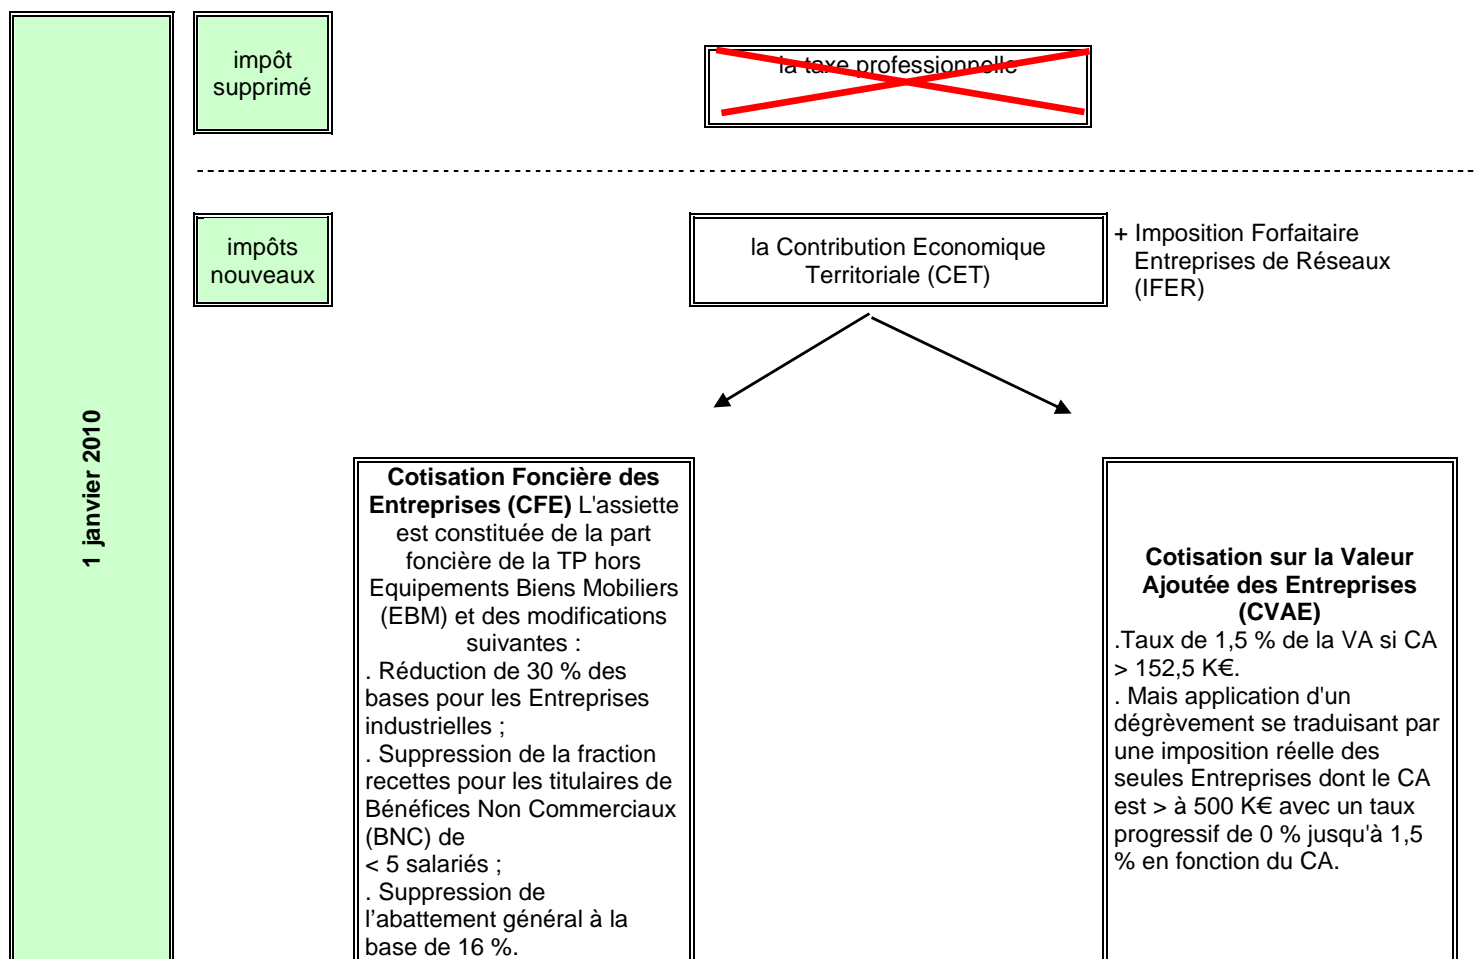 1 janvier 2010
impôt
supprimé
la taxe professionnelle
impôts
nouveaux
la Contribution Economique
Territoriale (CET)
+ Imposition Forfaitaire
Entreprises de Réseaux
(IFER)
Cotisation Foncière des
Entreprises (CFE) L'assiette
est constituée de la part
foncière de la TP hors
Equipements Biens Mobiliers
(EBM) et des modifications
suivantes :
. Réduction de 30 % des
bases pour les Entreprises
industrielles ;
. Suppression de la fraction
recettes pour les titulaires de
Bénéfices Non Commerciaux
(BNC) de
< 5 salariés ;
. Suppression de
l’abattement général à la
base de 16 %.
Cotisation sur la Valeur
Ajoutée des Entreprises
(CVAE)
.Taux de 1,5 % de la VA si CA
> 152,5 K€.
. Mais application d'un
dégrèvement se traduisant par
une imposition réelle des
seules Entreprises dont le CA
est > à 500 K€ avec un taux
progressif de 0 % jusqu'à 1,5
% en fonction du CA.